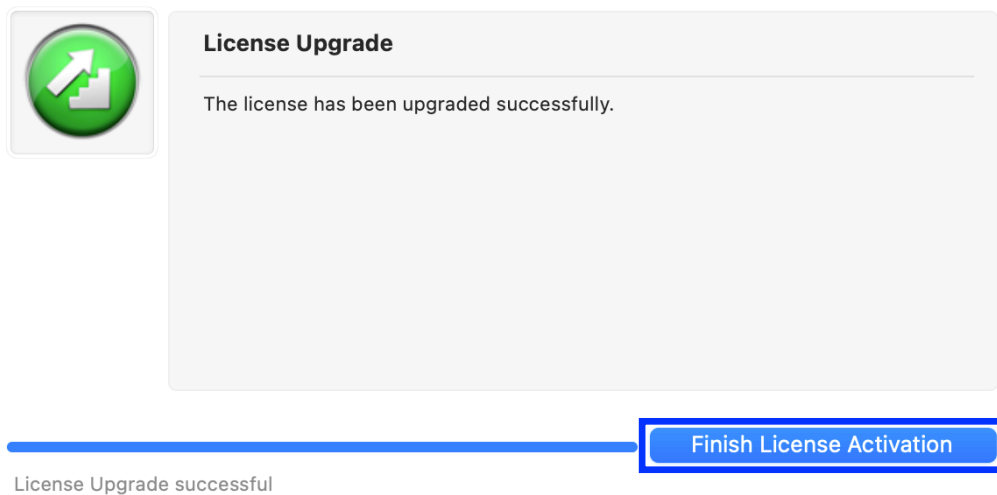 License Upgrade
The license has been upgraded successfully.
Finish License Activation
License Upgrade successful